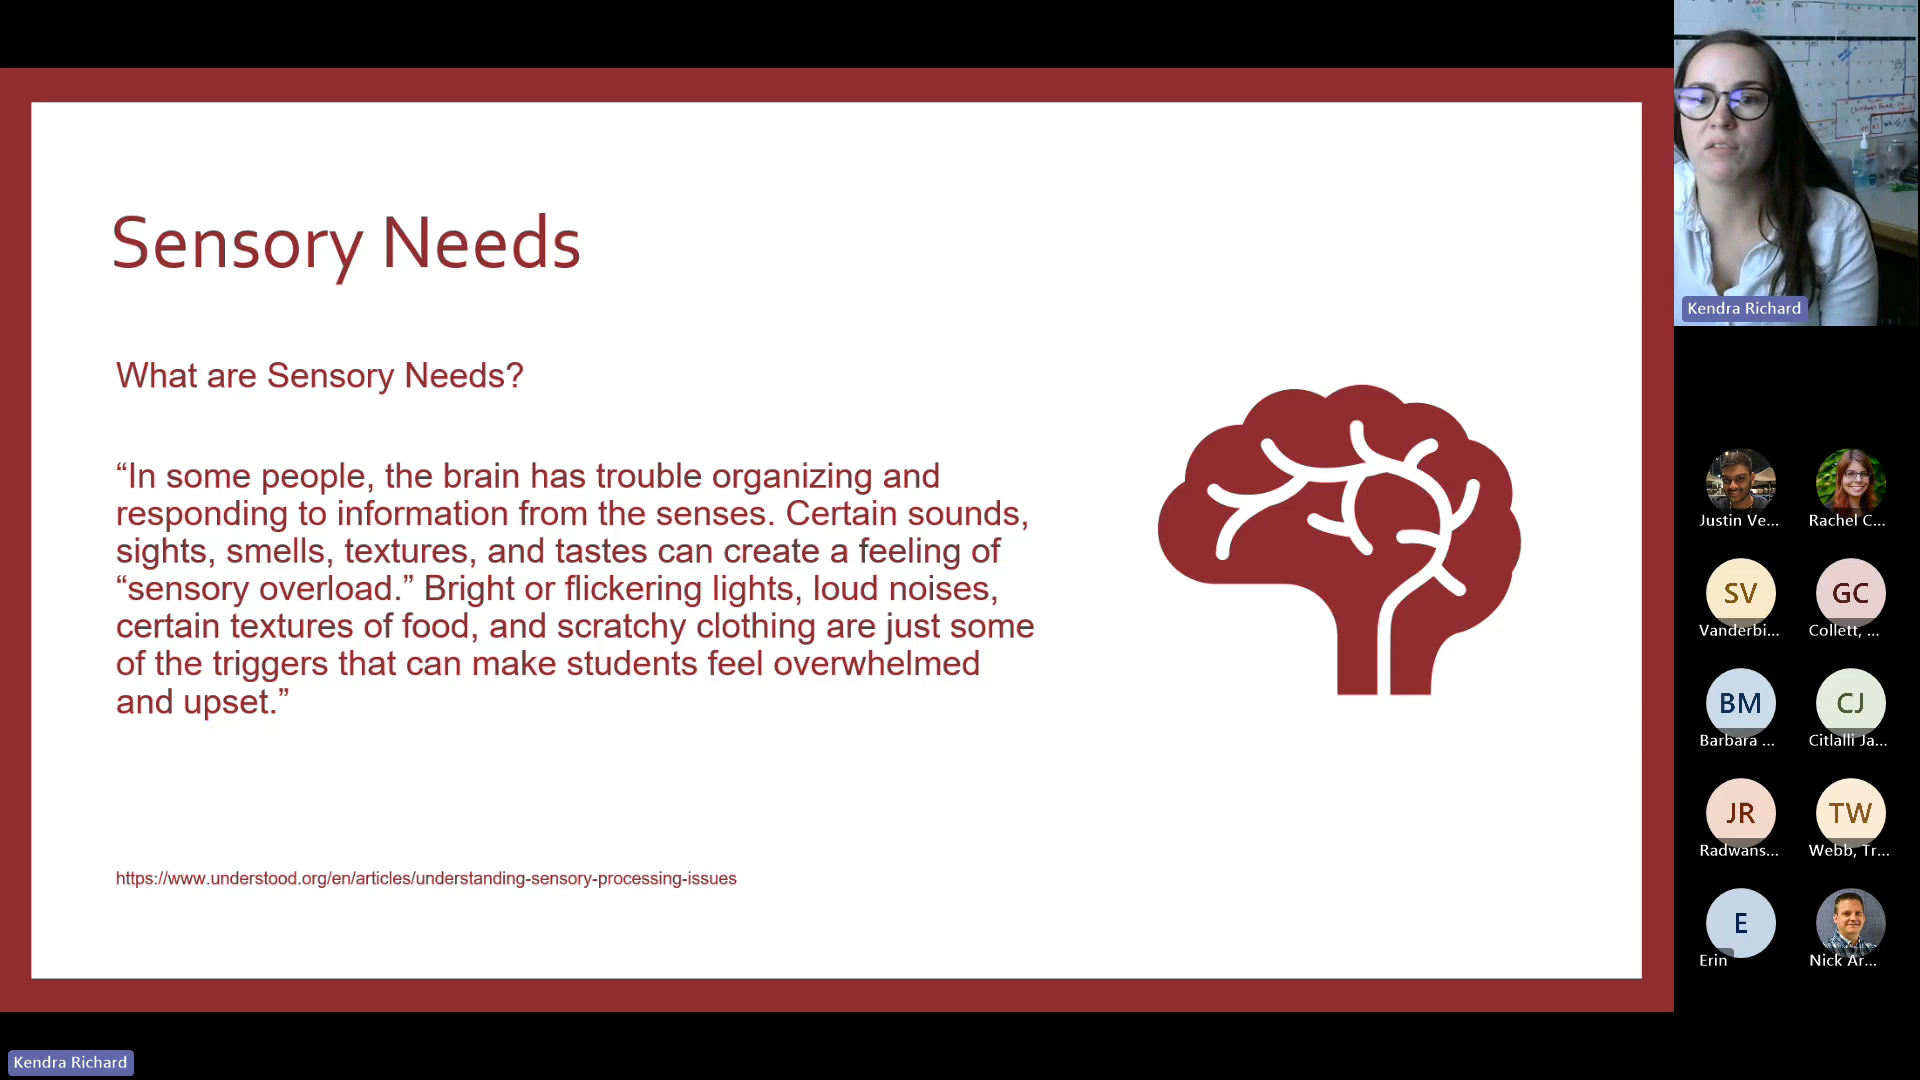 Sensory Needs
What are Sensory Needs?
“In some people, the brain has trouble organizing and
responding to information from the senses. Certain sounds,
sights, smells, textures, and tastes can create a feeling of
“sensory overload.” Bright or flickering lights, loud noises,
certain textures of food, and scratchy clothing are just some
of the triggers that can make students feel overwhelmed
and upset.”
https://www.understood.org/en/articles/understanding-sensory-processing-issues
Kendra Richard
Kendra Richard
Justin Ve...
Rachel C...
SV
Vanderbi...
GC
Collett, ...
BM
Barbara ...
CJ
Citlalli Ja...
JR
Radwans...
TW
Webb, Tr...
E
Erin
Nick Ar...